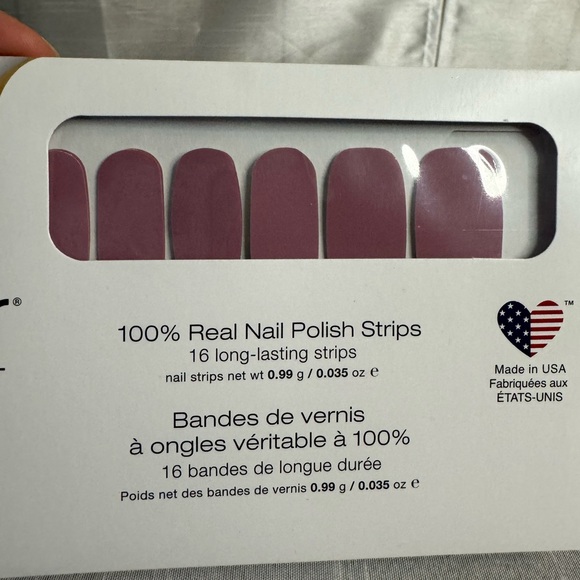 100% Real Nail Polish Strips
16 long-lasting strips
nail strips net wt 0.99 g / 0.035 oz ℮
Bandes de vernis
à ongles véritable à 100%
16 bandes de longue durée
Poids net des bandes de vernis 0.99 g / 0.035 oz ℮
®
™
Made in USA
Fabriquées aux
ÉTATS-UNIS